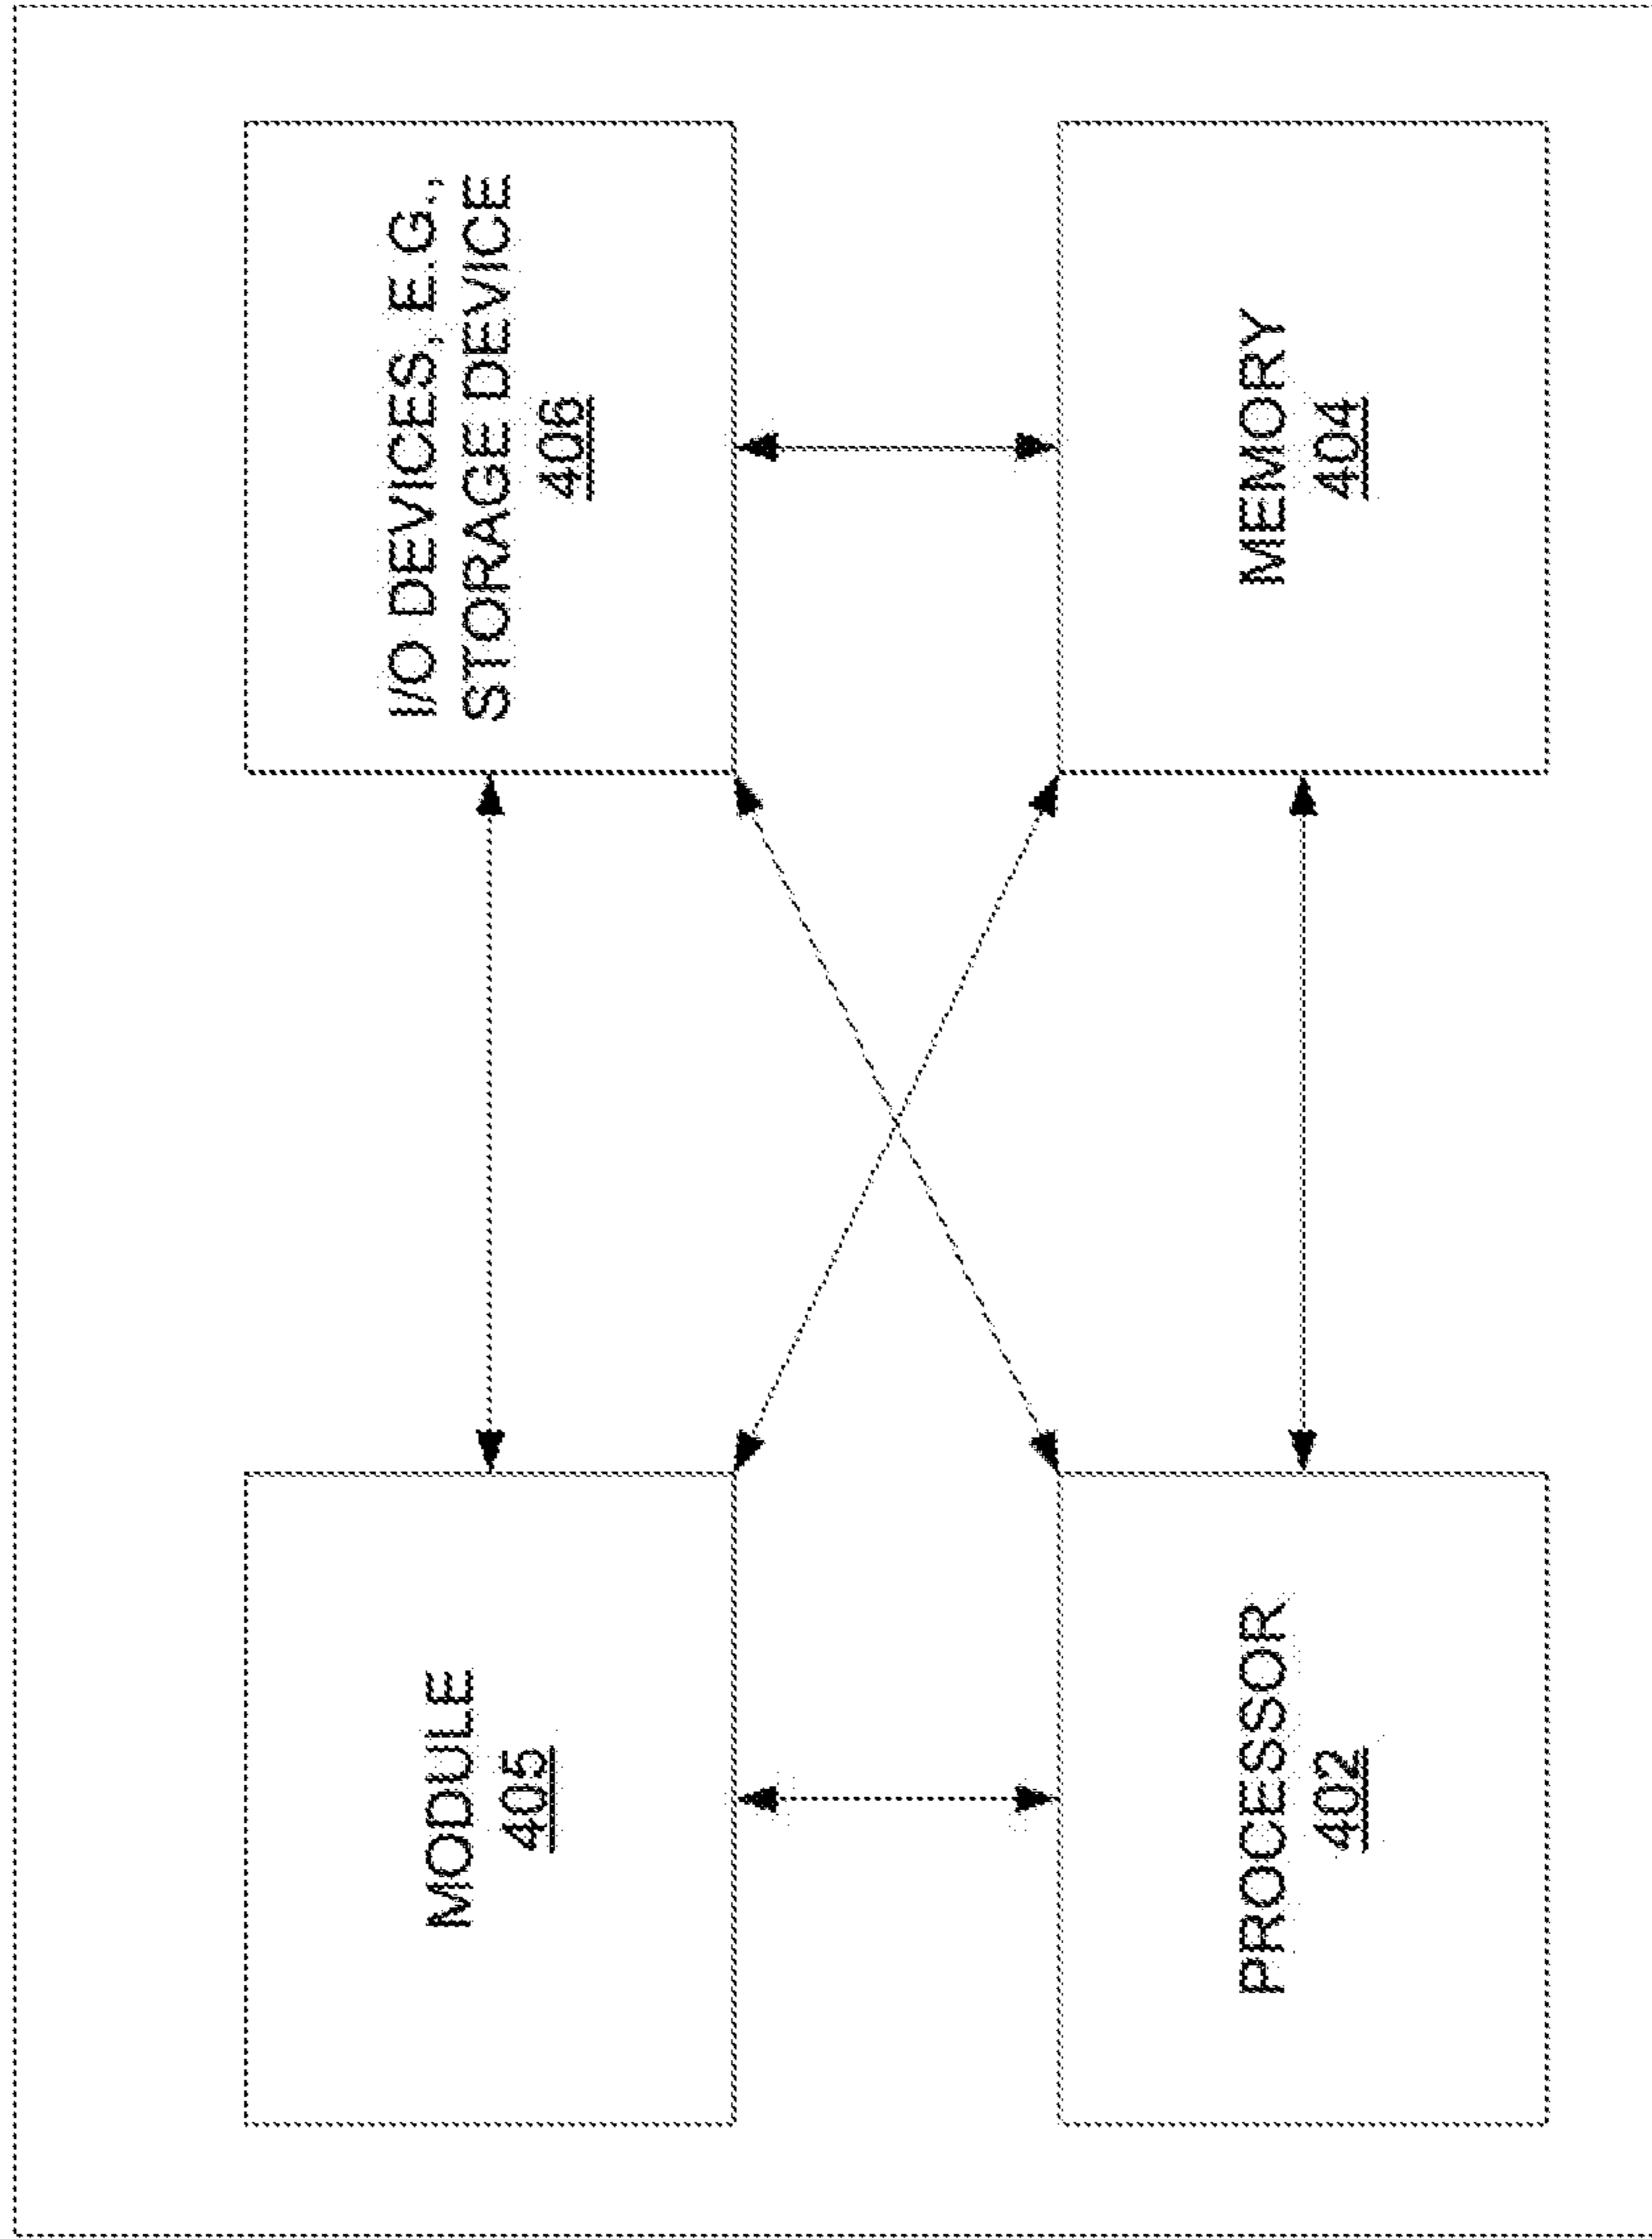 MODULE
405
I/O DEVICES, E.G.,
STORAGE DEVICE
406
PROCESSOR
402
MEMORY
404